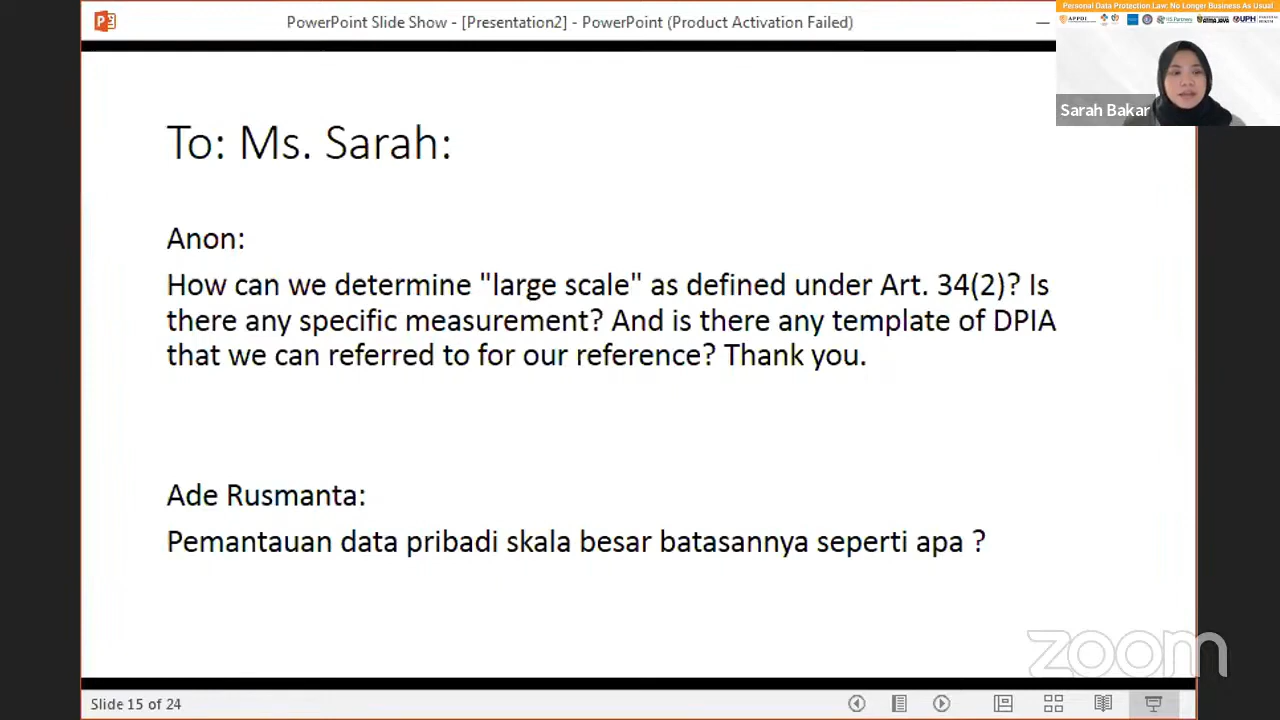 PowerPoint Slide Show - [Presentation2] - PowerPoint (Product Activation Failed)
Personal Data Protection Law: No Longer Business As Usual
APPDI
UPH
Sarah Bakar
To: Ms. Sarah:
Anon:
How can we determine "large scale" as defined under Art. 34(2)? Is
there any specific measurement? And is there any template of DPIA
that we can referred to for our reference? Thank you.
Ade Rusmanta:
Pemantauan data pribadi skala besar batasannya seperti apa ?
zoom
Slide 15 of 24